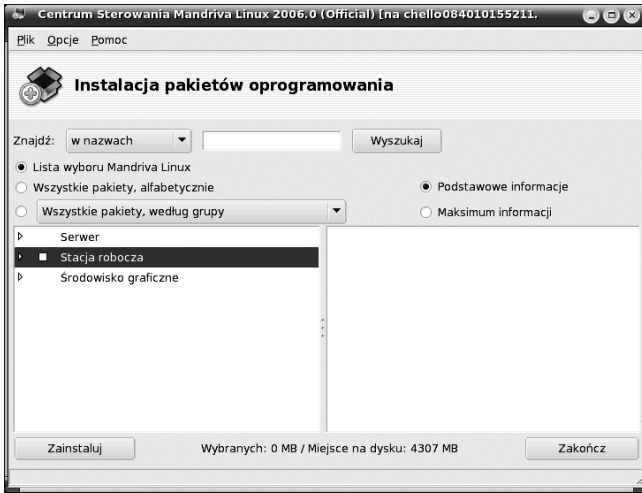 Centrum Sterowania Mandriva Linux 2006.0 (Official) [na chello084010155211.
Plik Opcje Pomoc
Instalacja pakietów oprogramowania
Znajdź: w nazwach Wyszukaj
Lista wyboru Mandriva Linux
Wszystkie pakiety, alfabetycznie
Podstawowe informacje
Wszystkie pakiety, według grupy
Maksimum informacji
Serwer
Stacja robocza
Środowisko graficzne
Zainstaluj
Wybranych: 0 MB / Miejsce na dysku: 4307 MB
Zakończ